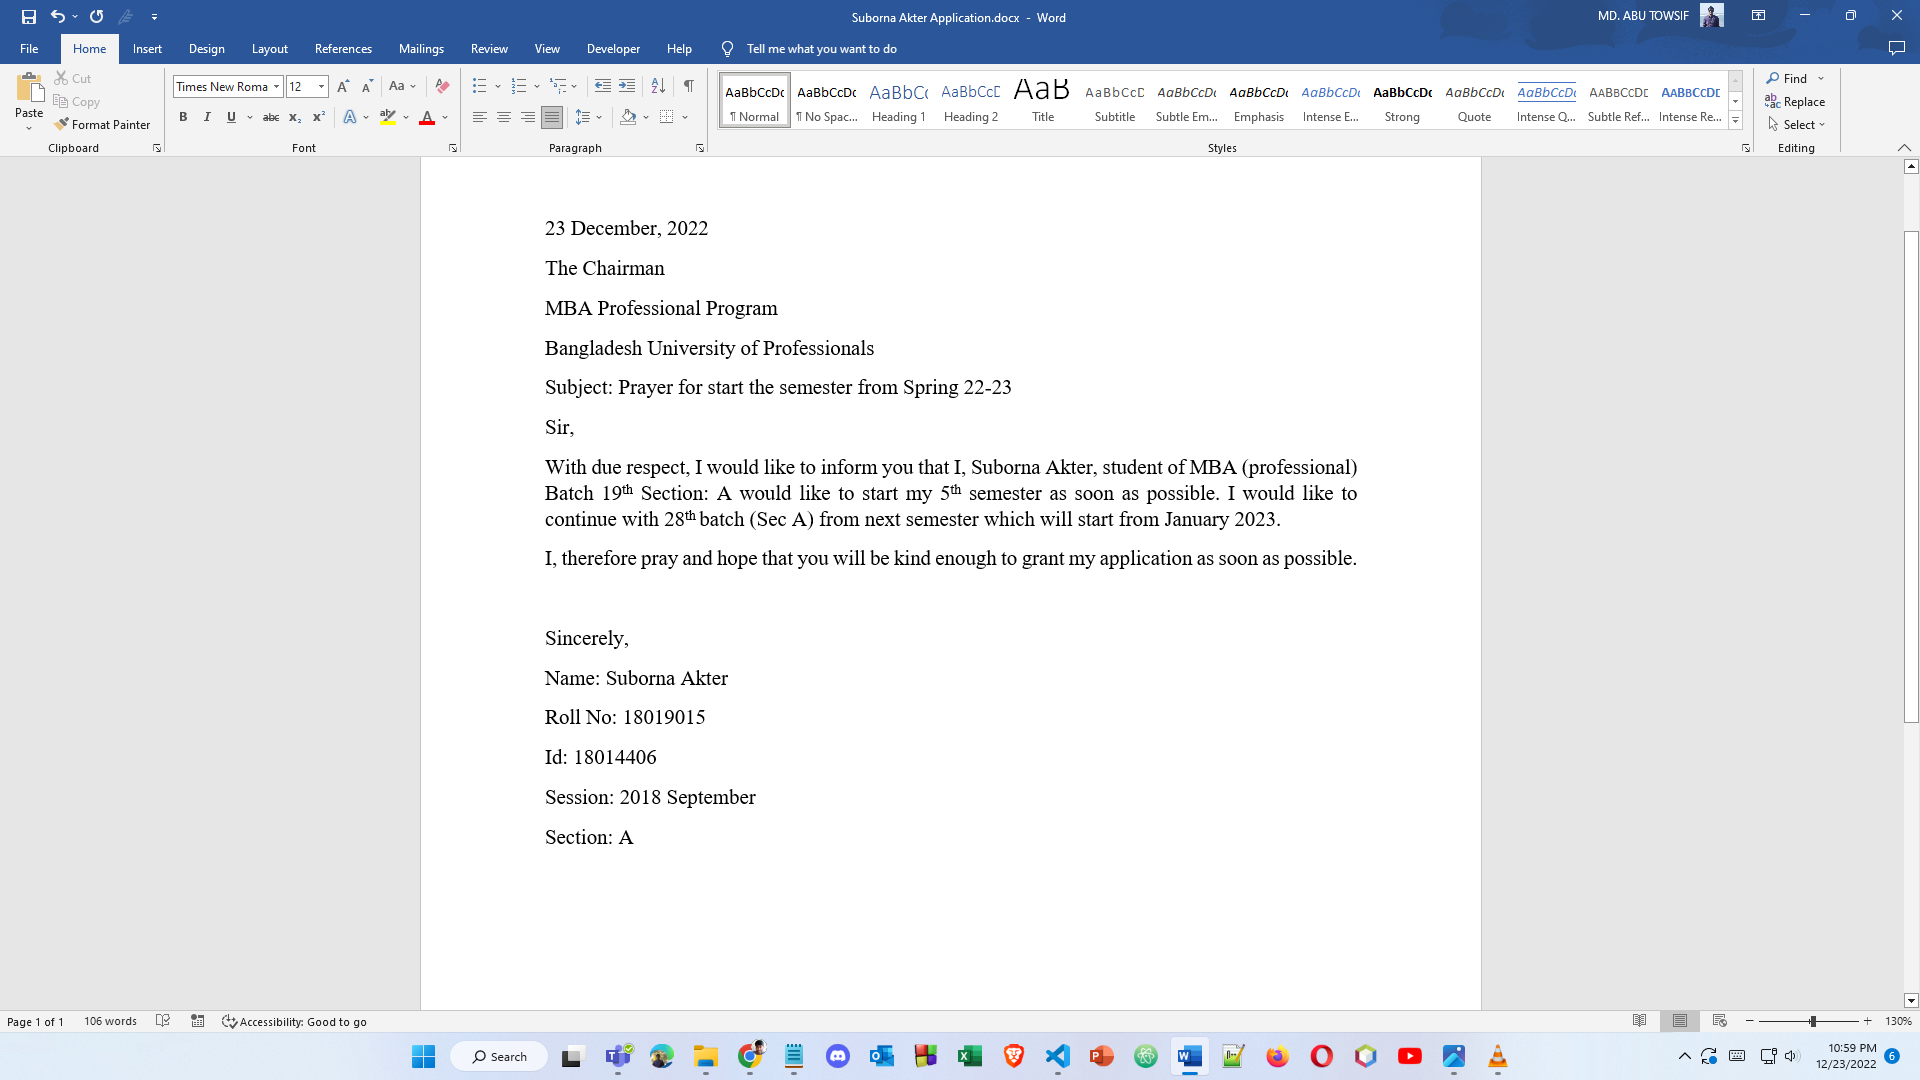 Suborna Akter Application.docx - Word
MD. ABU TOWSIF
File Home Insert Design Layout References Mailings Review View Developer Help Tell me what you want to do
Paste
Cut
Copy
Format Painter
Clipboard
Times New Roma 12
Font
Paragraph
AaBbCcDc AaBbCcDc AaBbCc AaBbCcD AaB AaBbCcD AaBbCcDc AaBbCcDc AaBbCcDc AaBbCcDc AaBbCcDc AaBbCcDc AaBbCcDc AaBbCcDc
¶ Normal ¶ No Spac... Heading 1 Heading 2 Title Subtitle Subtle Em... Emphasis Intense E... Strong Quote Intense Q... Subtle Ref... Intense Re...
Styles
Find
Replace
Select
Editing
23 December, 2022
The Chairman
MBA Professional Program
Bangladesh University of Professionals
Subject: Prayer for start the semester from Spring 22-23
Sir,
With due respect, I would like to inform you that I, Suborna Akter, student of MBA (professional)
Batch 19th Section: A would like to start my 5th semester as soon as possible. I would like to
continue with 28th batch (Sec A) from next semester which will start from January 2023.
I, therefore pray and hope that you will be kind enough to grant my application as soon as possible.
Sincerely,
Name: Suborna Akter
Roll No: 18019015
Id: 18014406
Session: 2018 September
Section: A
Page 1 of 1 106 words Accessibility: Good to go 130%
Search
10:59 PM
12/23/2022
6